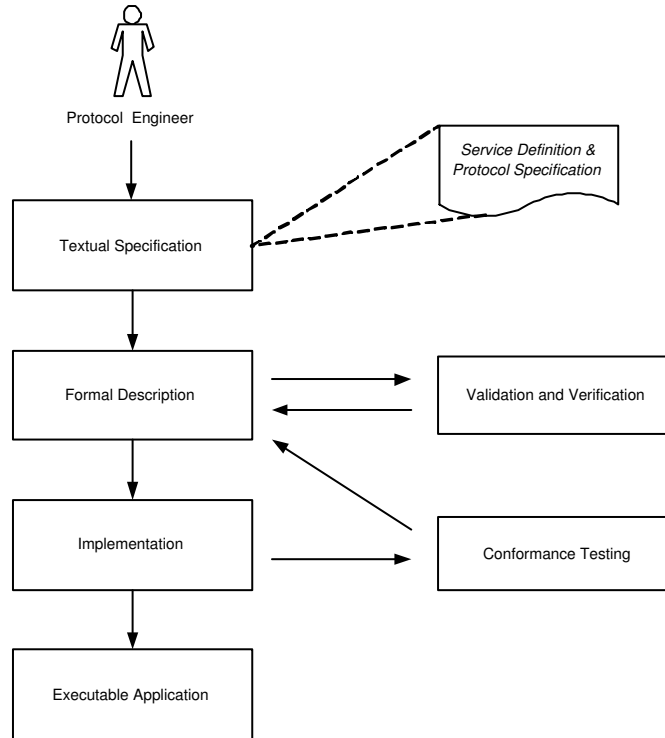 Protocol Engineer
Service Definition &
Protocol Specification
Textual Specification
Formal Description
Validation and Verification
Implementation
Conformance Testing
Executable Application